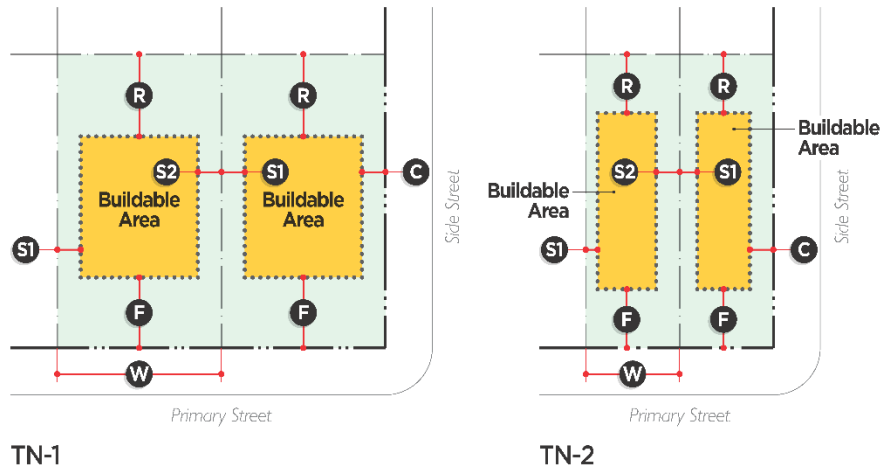 R
R
S2
S1
C
Buildable
Area
Buildable
Area
S1
Side Street
F
F
W
Primary Street
TN-1
R
R
Buildable
Area
S2
S1
Buildable
Area
S1
C
Side Street
F
F
W
Primary Street
TN-2